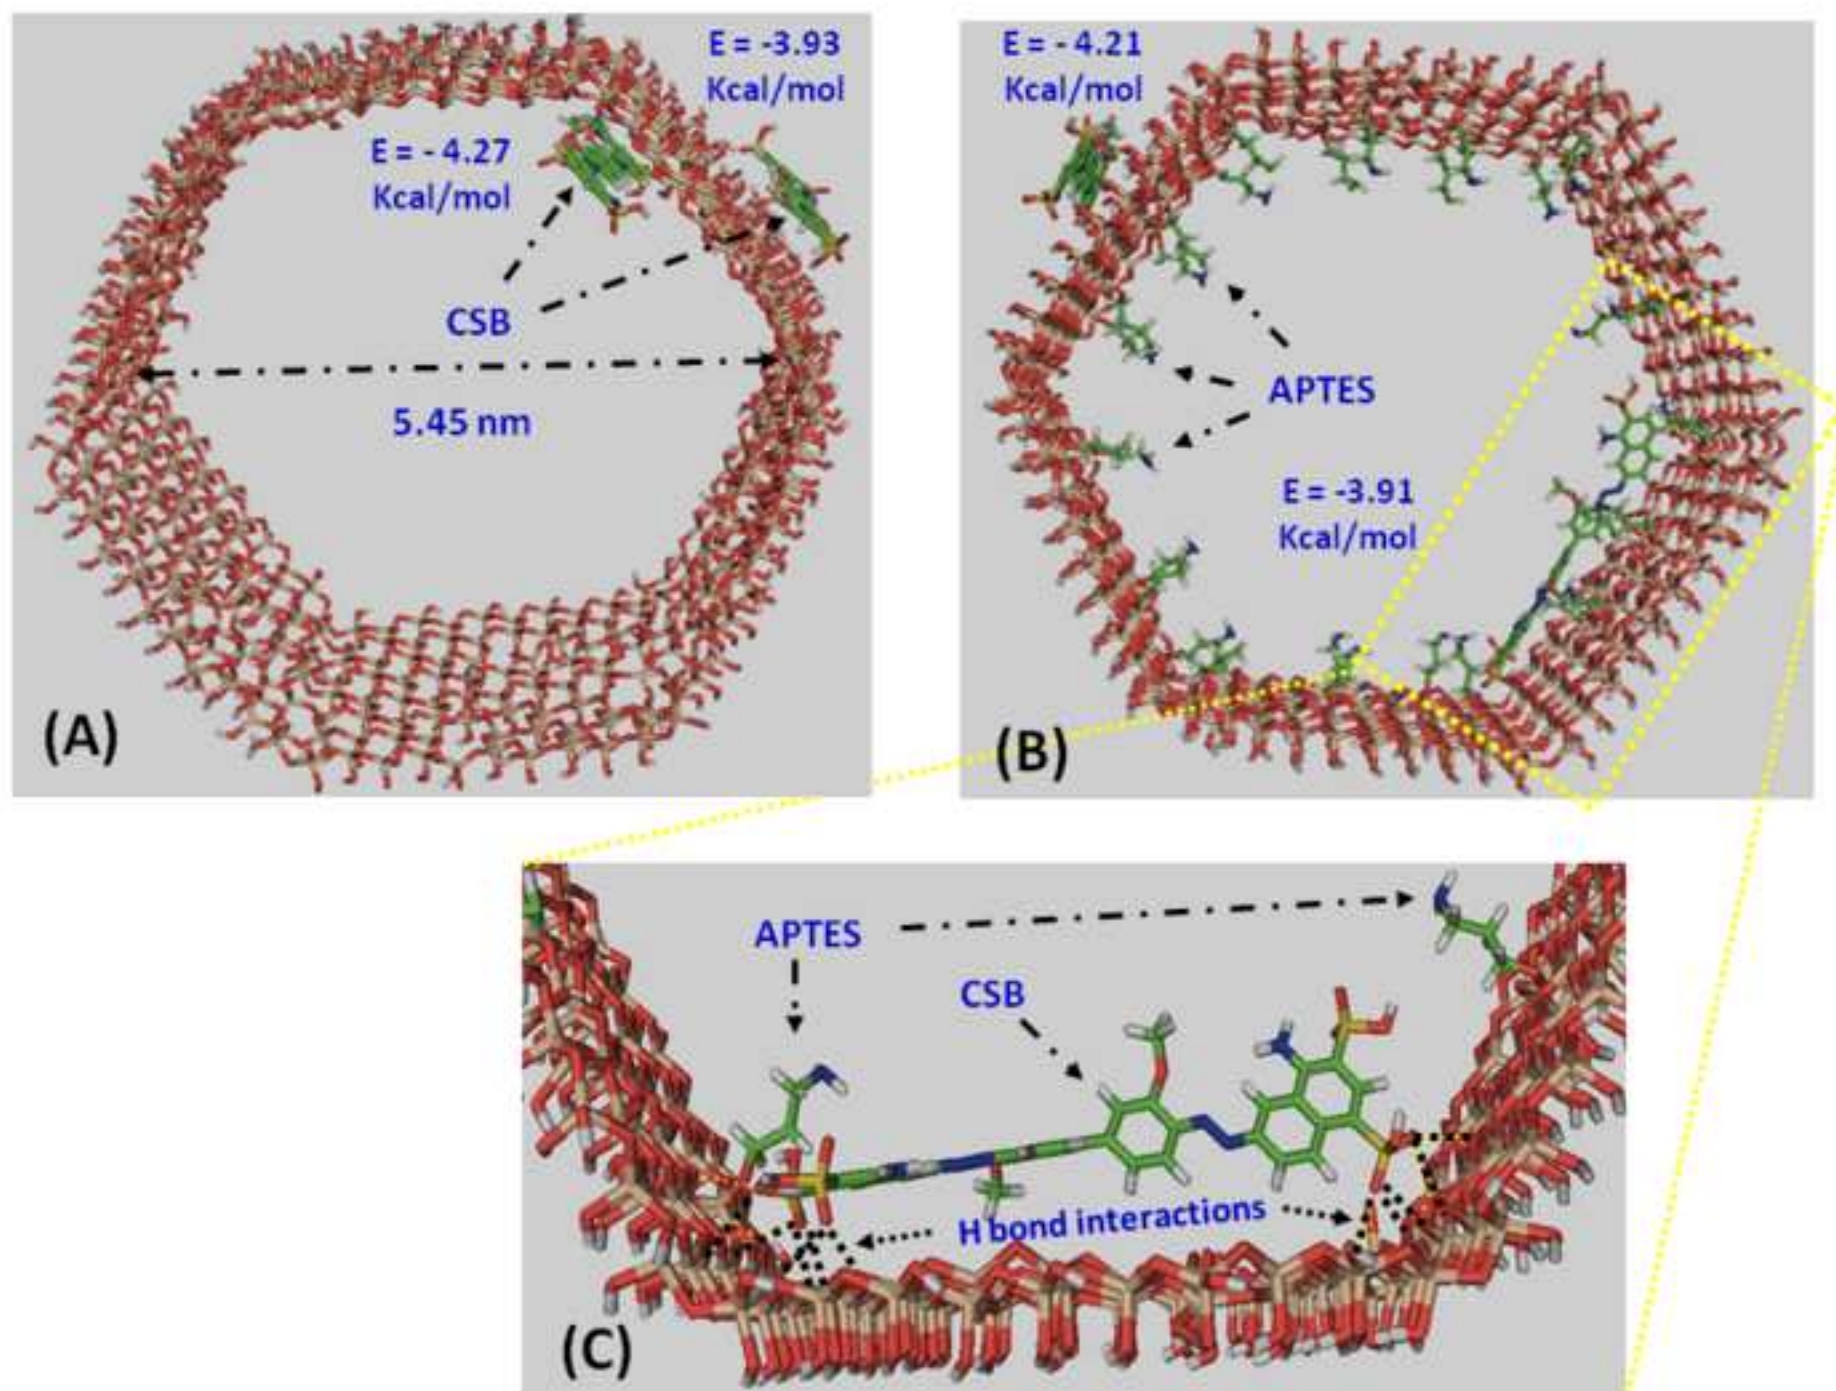 E = -3.93
Kcal/mol
E = - 4.27
Kcal/mol
CSB
5.45 nm
(A)
E = - 4.21
Kcal/mol
APTES
E = -3.91
Kcal/mol
(B)
APTES
CSB
H bond interactions
(C)